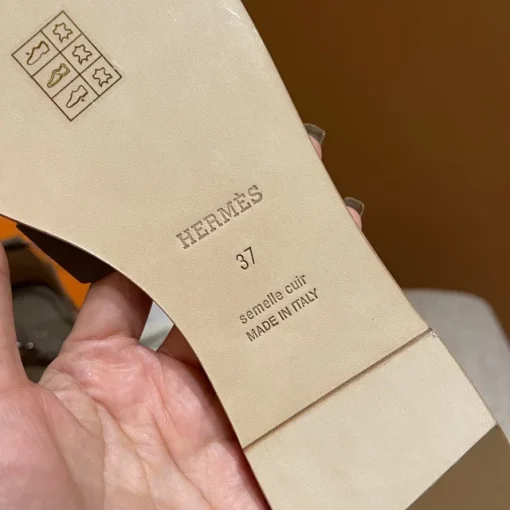 HERMÈS
37
semelle cuir
MADE IN ITALY